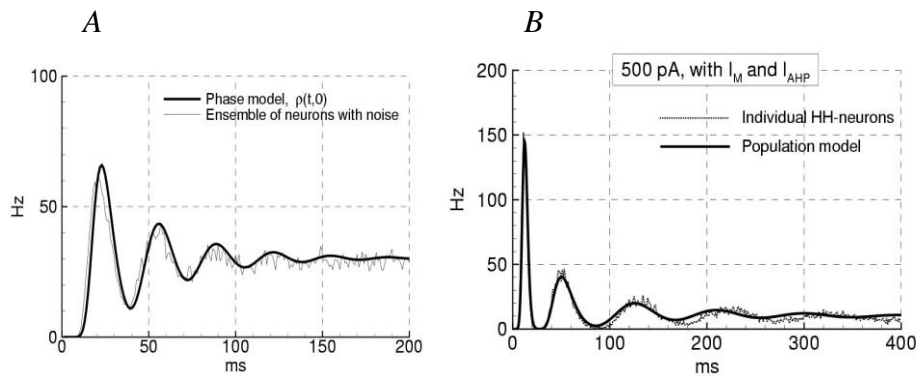 A
B
100
50
0
Hz
Phase model, ρ(t,0)
Ensemble of neurons with noise
0 50 100 150 200
ms
500 pA, with I_M and I_AHP
200
150
100
50
0
Hz
Individual HH-neurons
Population model
0 100 200 300 400
ms